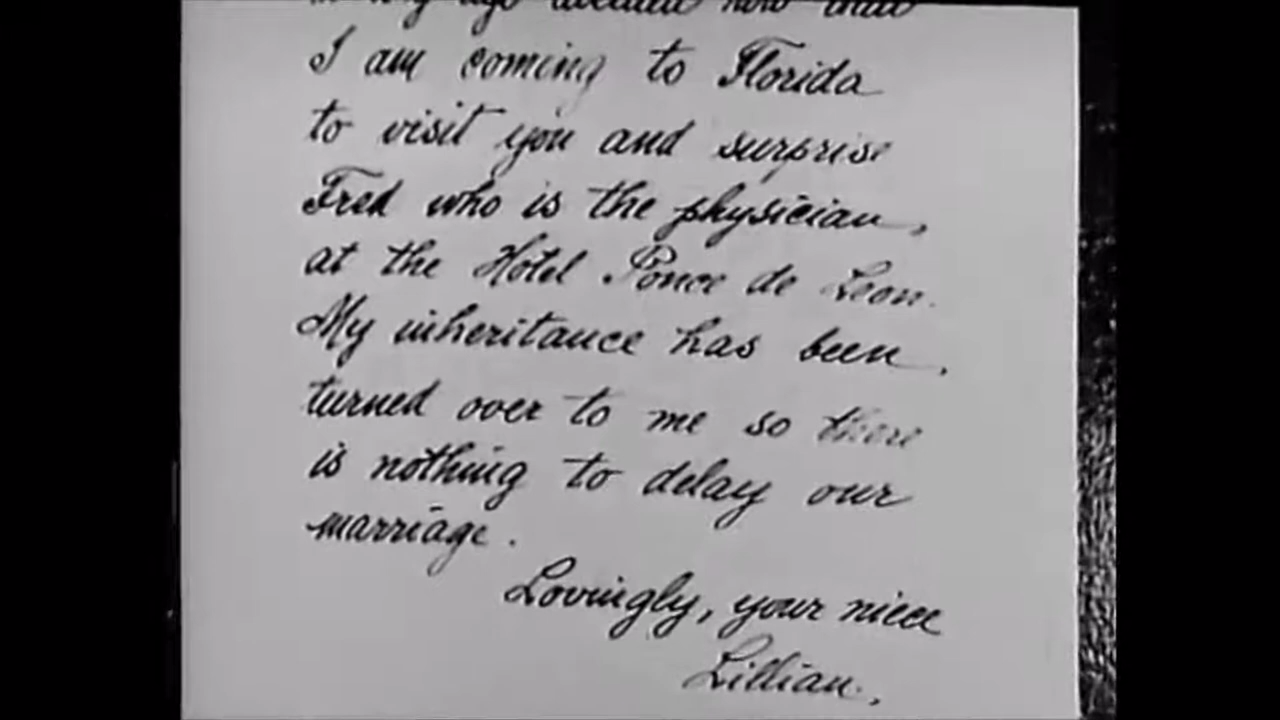 I am coming to Florida
to visit you and surprise
Fred who is the physician,
at the Hotel Ponce de Leon.
My inheritance has been,
turned over to me so there
is nothing to delay our
marriage.
Lovingly, your niece
Lillian.,